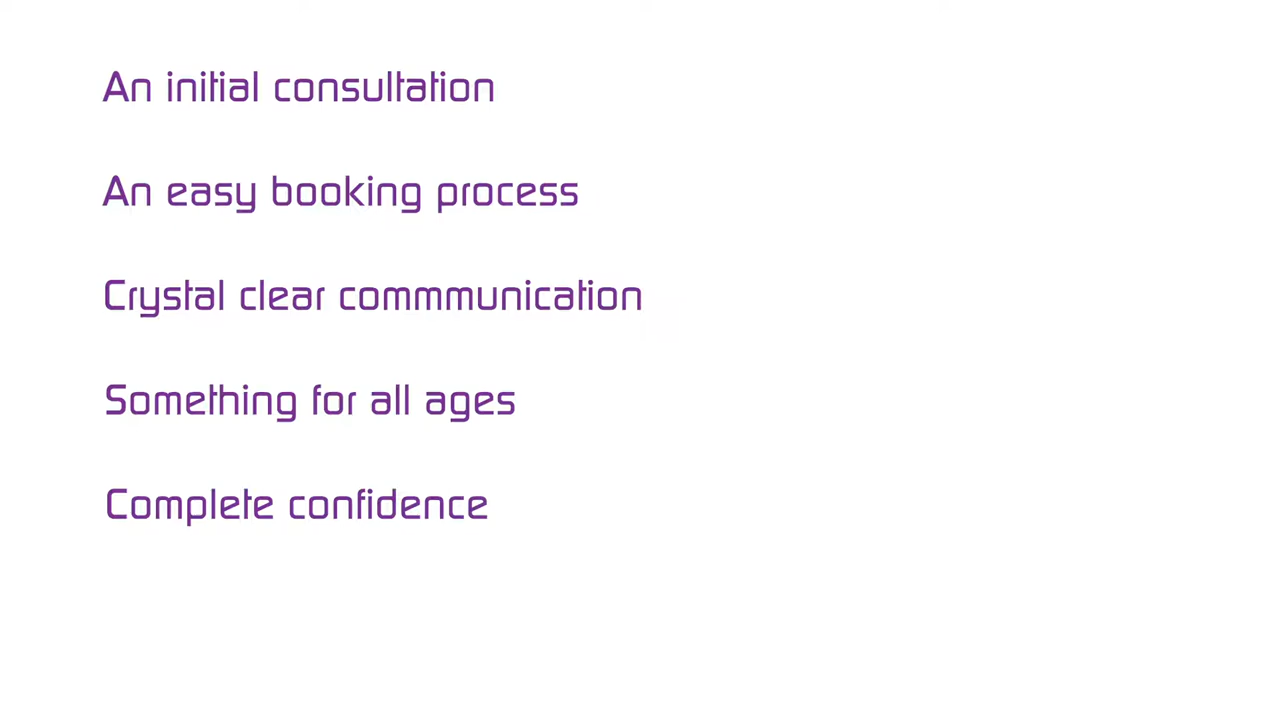 An initial consultation
An easy booking process
Crystal clear commmunication
Something for all ages
Complete confidence